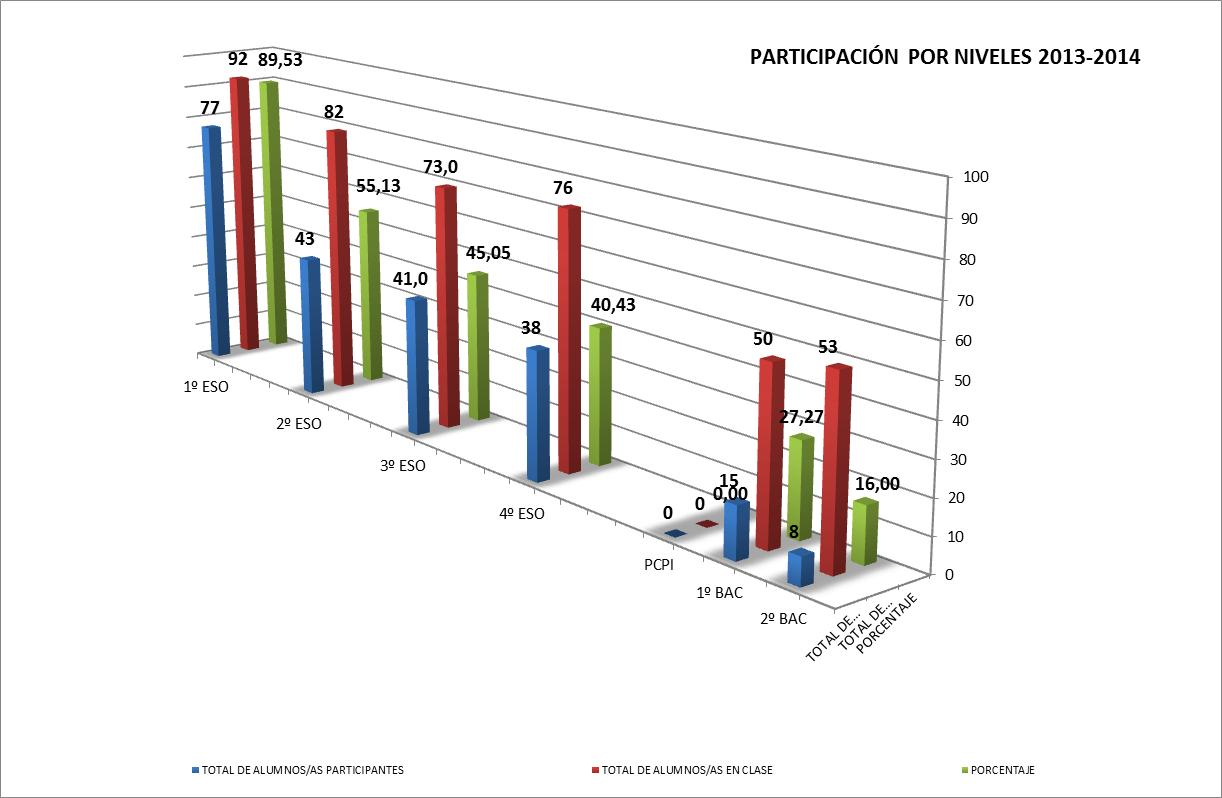 PARTICIPACIÓN POR NIVELES 2013-2014
77
92
89,53
43
82
55,13
41,0
73,0
45,05
38
76
40,43
0
0
0,00
15
50
27,27
8
53
16,00
100
90
80
70
60
50
40
30
20
10
0
1º ESO
2º ESO
3º ESO
4º ESO
PCPI
1º BAC
2º BAC
TOTAL DE...
TOTAL DE...
PORCENTAJE
TOTAL DE ALUMNOS/AS PARTICIPANTES
TOTAL DE ALUMNOS/AS EN CLASE
PORCENTAJE